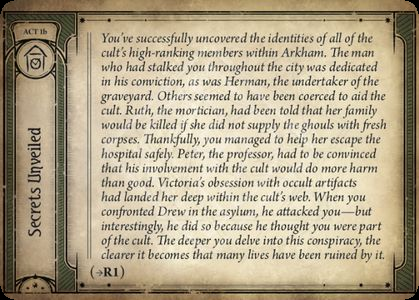 ACT 1b
Secrets Unveiled
You've successfully uncovered the identities of all of the
cult's high-ranking members within Arkham. The man
who had stalked you throughout the city was dedicated
in his conviction, as was Herman, the undertaker of the
graveyard. Others seemed to have been coerced to aid the
cult. Ruth, the mortician, had been told that her family
would be killed if she did not supply the ghouls with fresh
corpses. Thankfully, you managed to help her escape the
hospital safely. Peter, the professor, had to be convinced
that his involvement with the cult would do more harm
than good. Victoria's obsession with occult artifacts
had landed her deep within the cult's web. When you
confronted Drew in the asylum, he attacked you—but
interestingly, he did so because he thought you were part
of the cult. The deeper you delve into this conspiracy, the
clearer it becomes that many lives have been ruined by it.
(→R1)